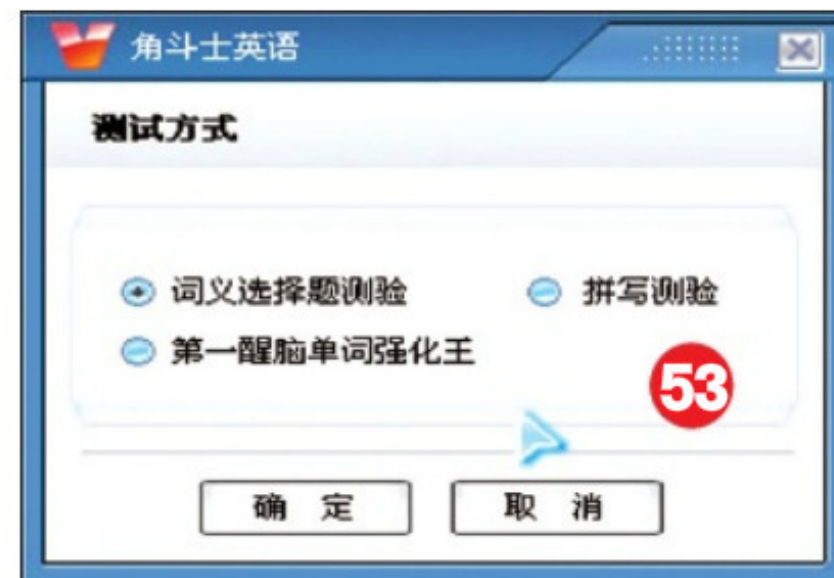 角斗士英语
测试方式
词义选择题测验 拼写测验
第一醒脑单词强化王
53
确 定 取 消